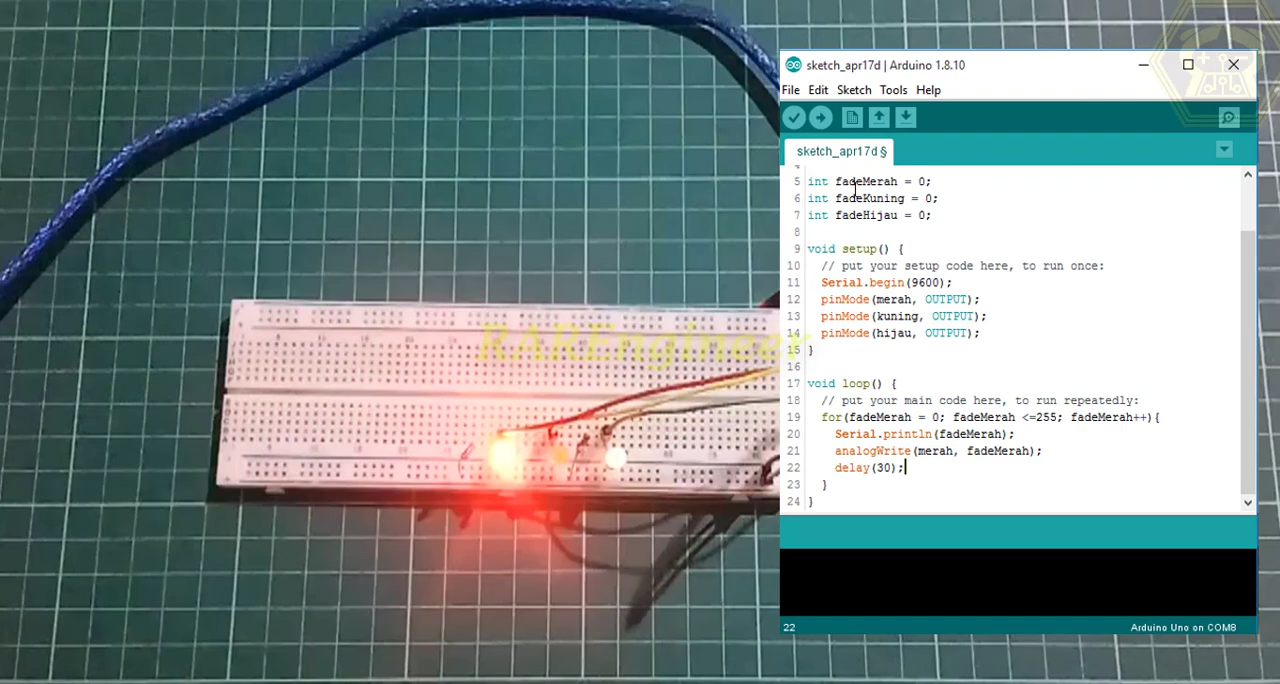 sketch_apr17d | Arduino 1.8.10
File Edit Sketch Tools Help
sketch_apr17d §
5 int fadeMerah = 0;
6 int fadeKuning = 0;
7 int fadeHijau = 0;
8
9 void setup() {
10 // put your setup code here, to run once:
11 Serial.begin(9600);
12 pinMode(merah, OUTPUT);
13 pinMode(kuning, OUTPUT);
14 pinMode(hijau, OUTPUT);
15 }
16
17 void loop() {
18 // put your main code here, to run repeatedly:
19 for(fadeMerah = 0; fadeMerah <=255; fadeMerah++){
20 Serial.println(fadeMerah);
21 analogWrite(merah, fadeMerah);
22 delay(30);
23 }
24 }
RAREngineer
22
Arduino Uno on COM8